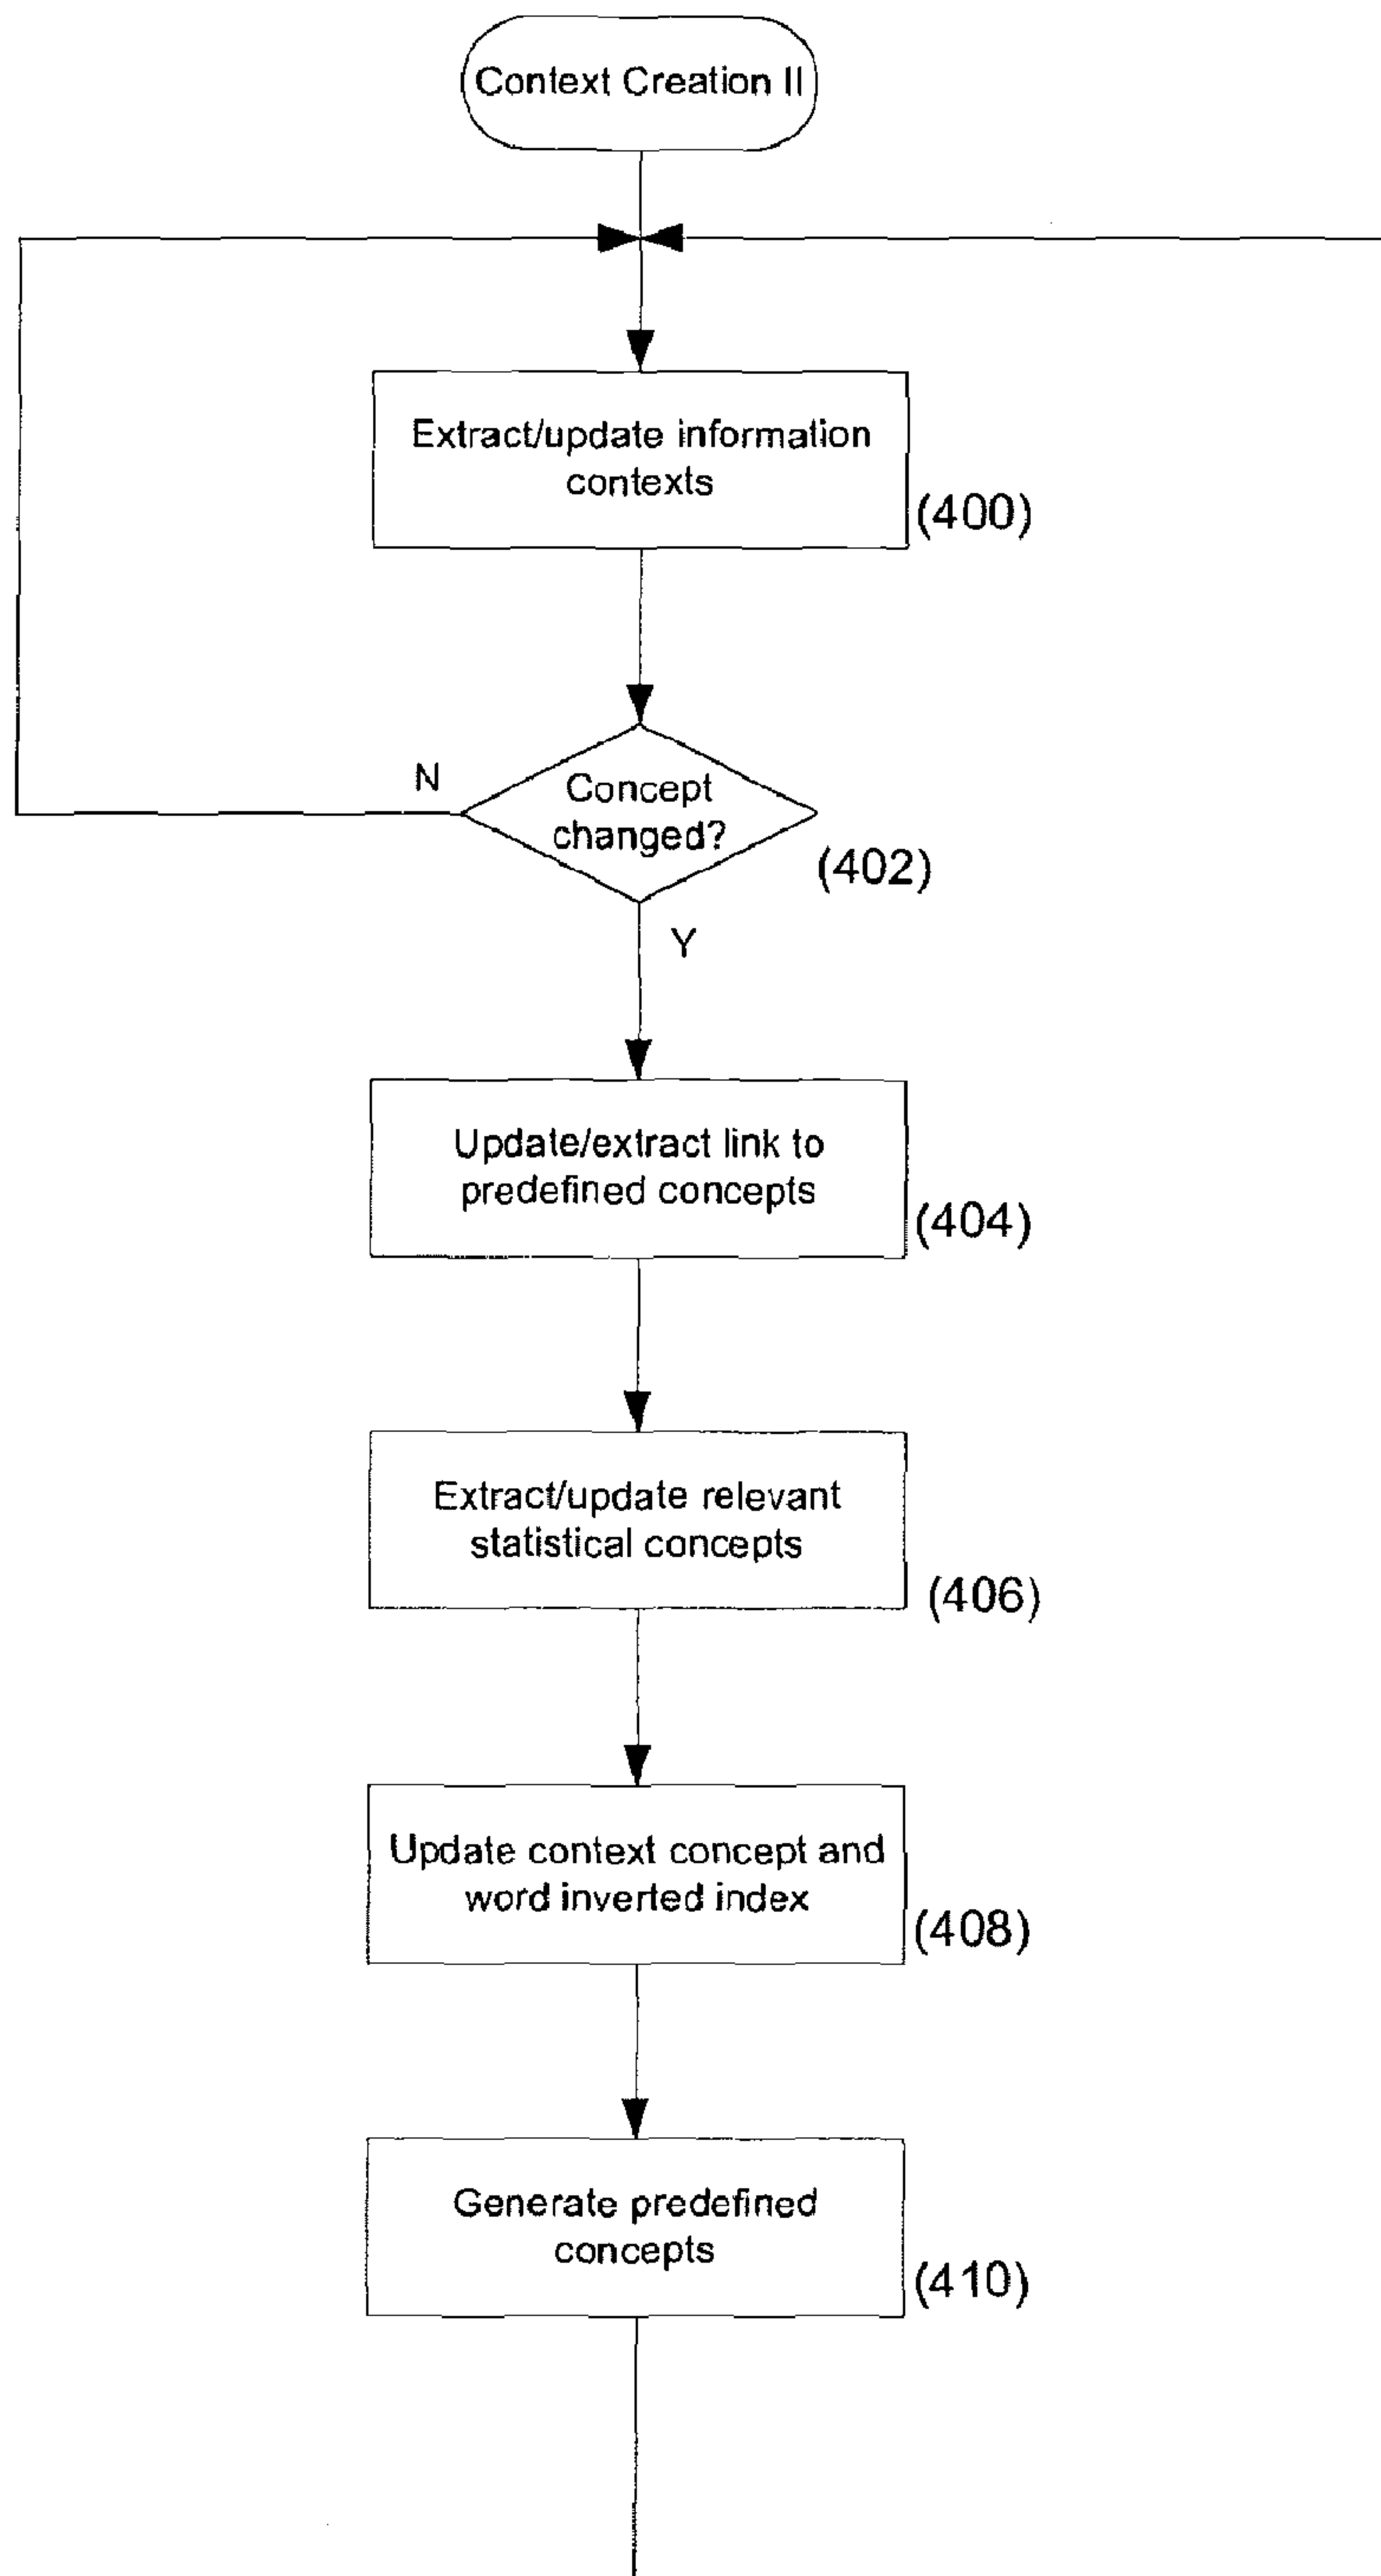 Context Creation II
Extract/update information
contexts
(400)
N
Concept
changed?
(402)
Y
Update/extract link to
predefined concepts
(404)
Extract/update relevant
statistical concepts
(406)
Update context concept and
word inverted index
(408)
Generate predefined
concepts
(410)